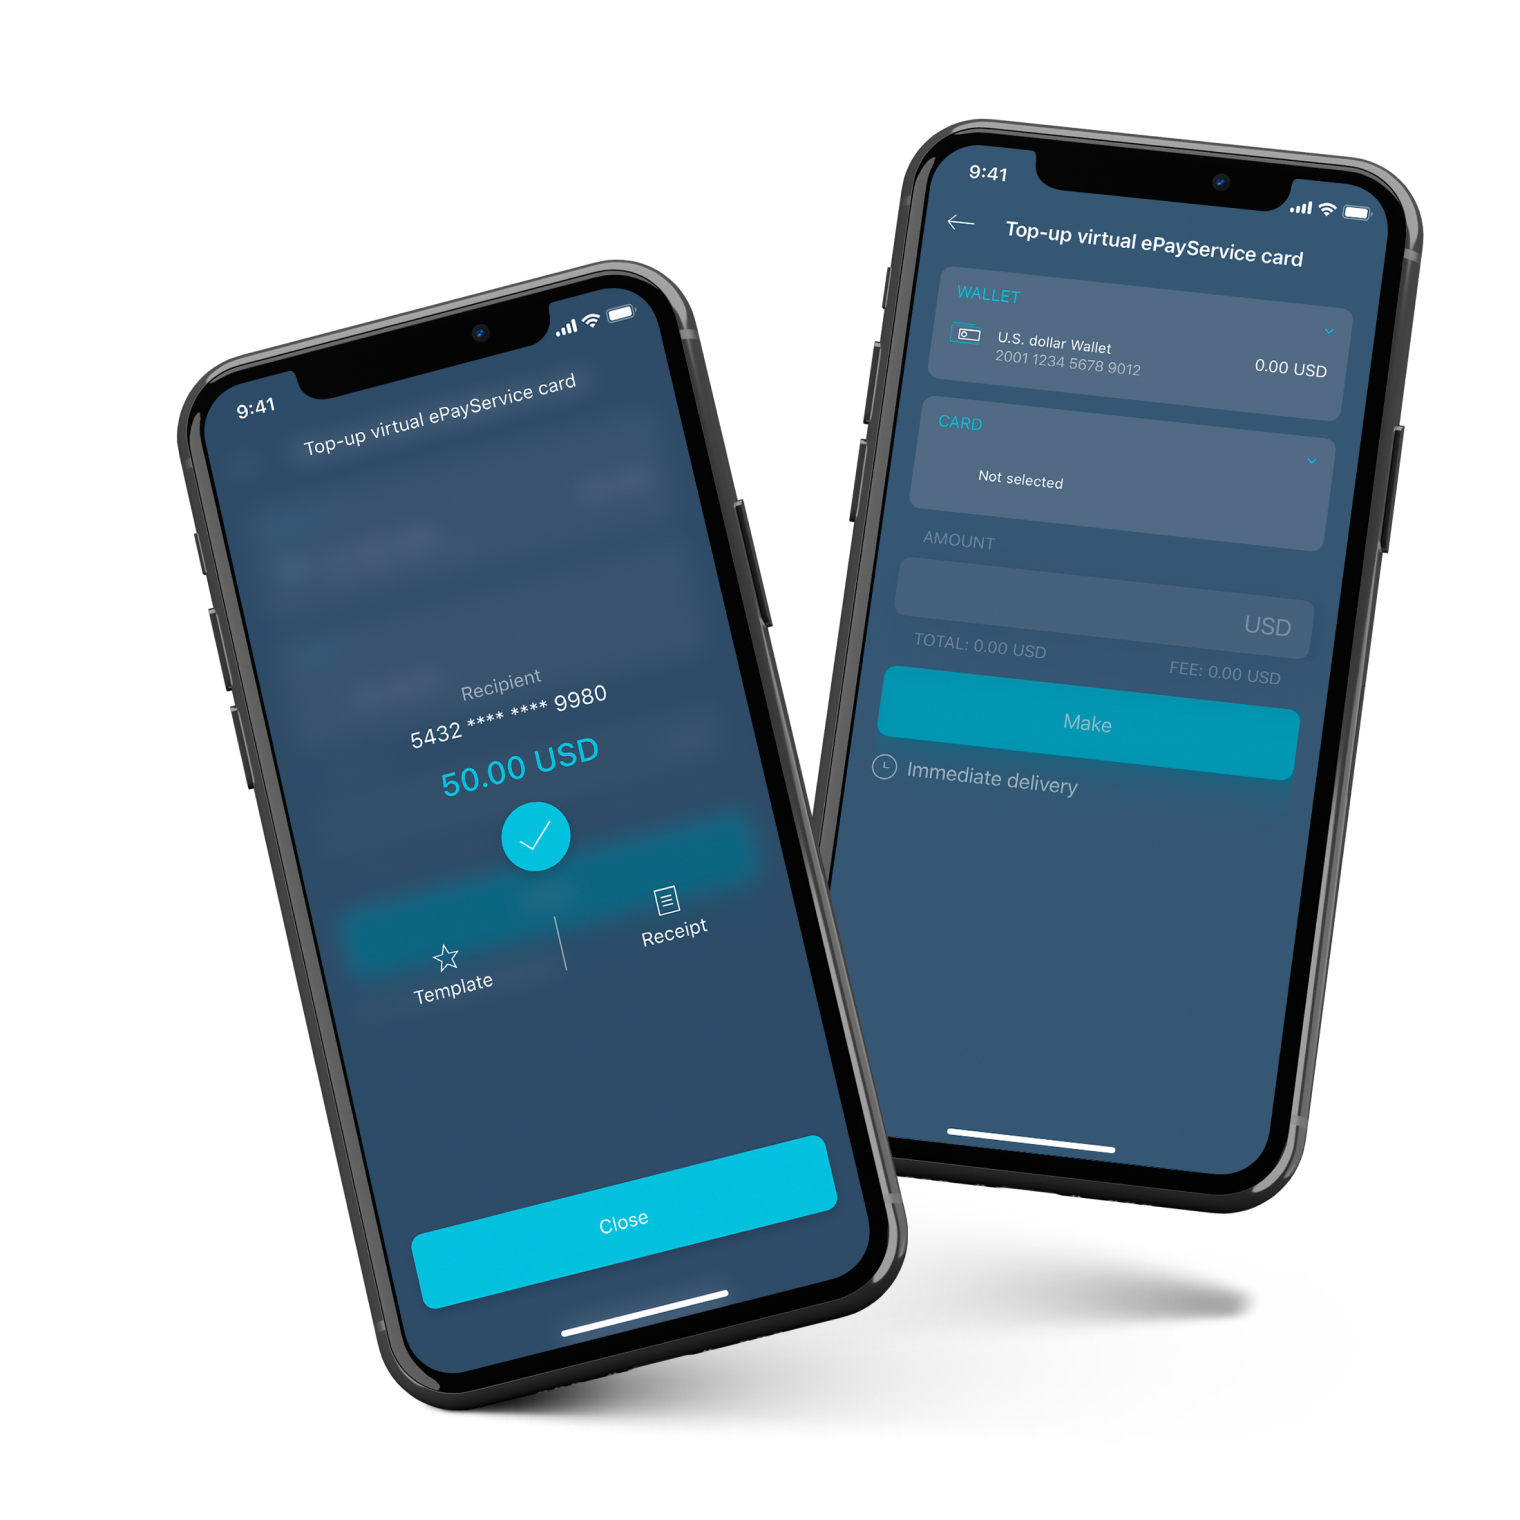 9:41
Top-up virtual ePayService card
Recipient
5432 **** **** 9980
50.00 USD
Template
Receipt
Close
9:41
Top-up virtual ePayService card
WALLET
U.S. dollar Wallet
2001 1234 5678 9012
0.00 USD
CARD
Not selected
AMOUNT
USD
TOTAL: 0.00 USD
FEE: 0.00 USD
Make
Immediate delivery